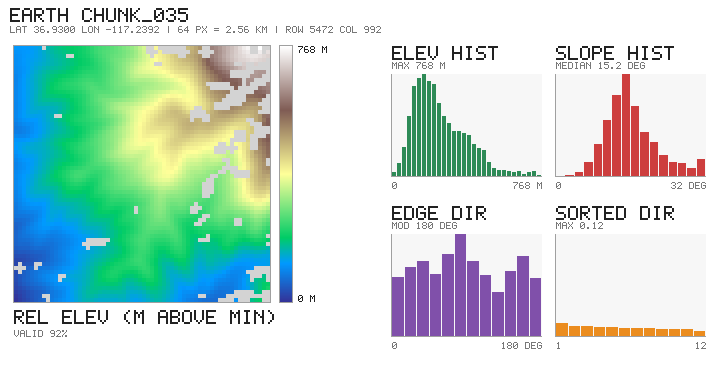 EARTH CHUNK_035
LAT 36.9300 LON -117.2392 | 64 PX = 2.56 KM | ROW 5472 COL 992
768 M
0 M
REL ELEV (M ABOVE MIN)
VALID 92%
ELEV HIST
MAX 768 M
0 768 M
SLOPE HIST
MEDIAN 15.2 DEG
0 32 DEG
EDGE DIR
MOD 180 DEG
0 180 DEG
SORTED DIR
MAX 0.12
1 12